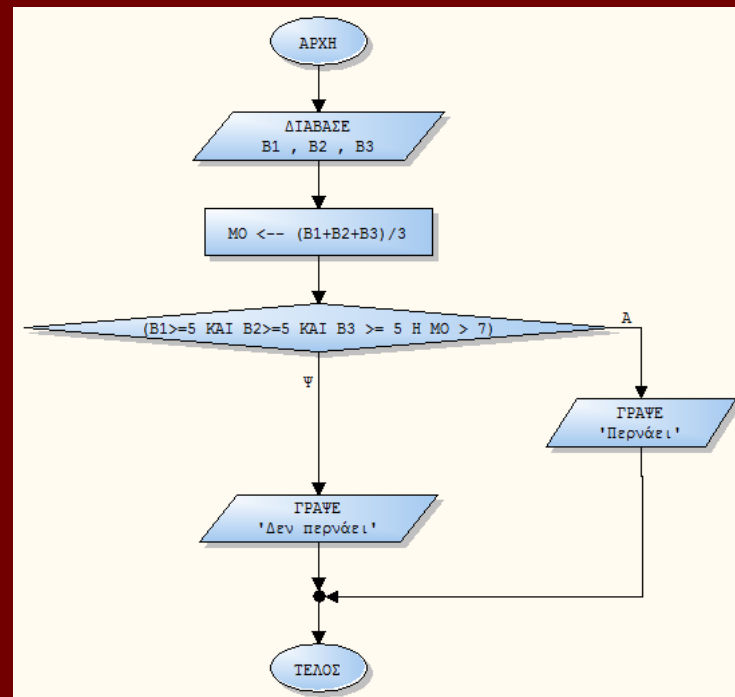 ΑΡΧΗ
ΔΙΑΒΑΣΕ
Β1 , Β2 , Β3
ΜΟ <-- (Β1+Β2+Β3)/3
(Β1>=5 ΚΑΙ Β2>=5 ΚΑΙ Β3 >= 5 Η ΜΟ > 7)
Α
Ψ
ΓΡΑΨΕ
'Περνάει'
ΓΡΑΨΕ
'Δεν περνάει'
ΤΕΛΟΣ